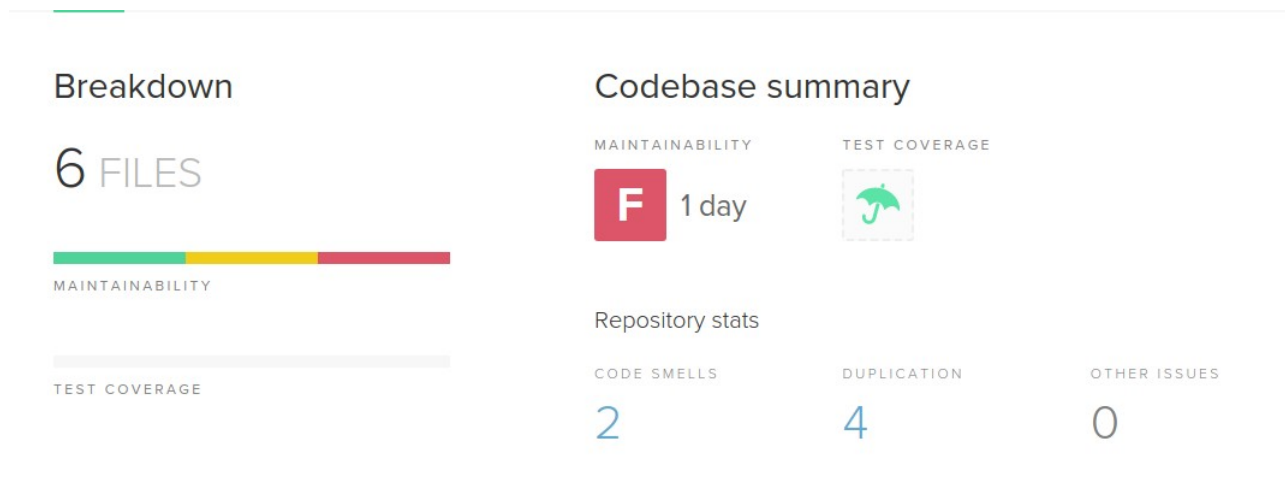 Breakdown
6 FILES
MAINTAINABILITY
TEST COVERAGE
Codebase summary
MAINTAINABILITY TEST COVERAGE
F 1 day
Repository stats
CODE SMELLS DUPLICATION OTHER ISSUES
2 4 0